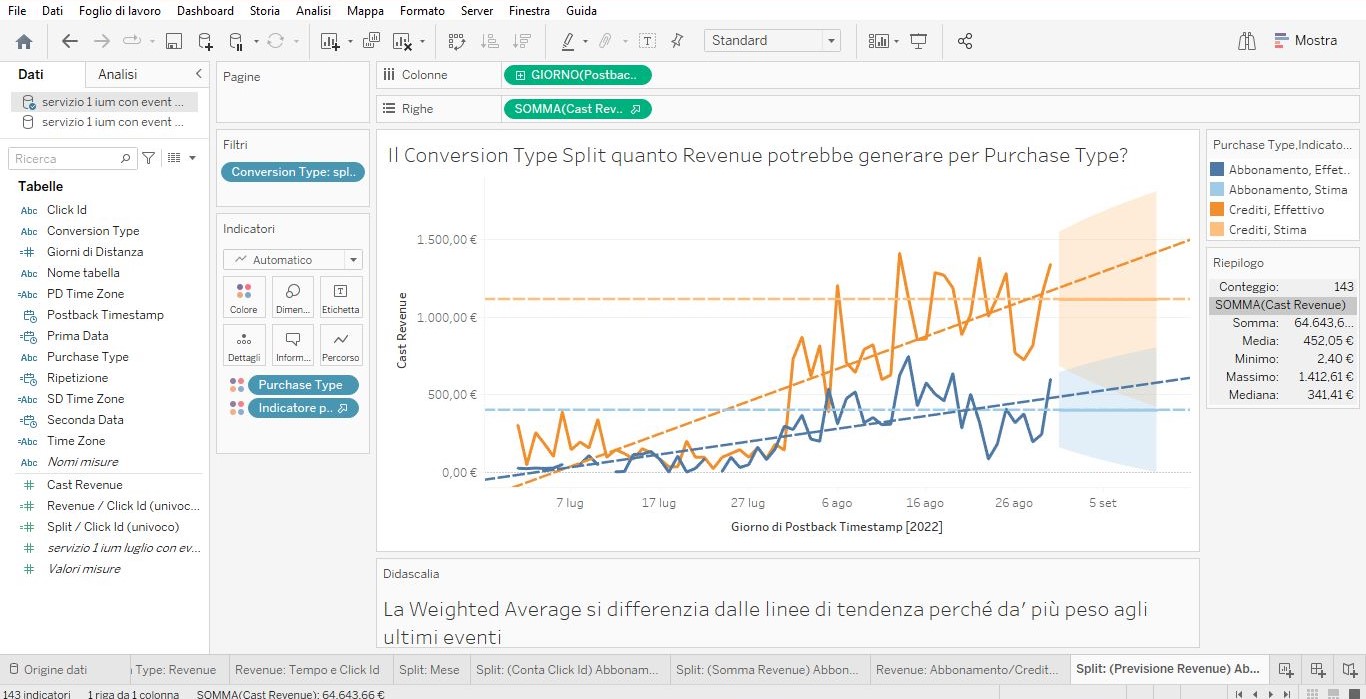 File Dati Foglio di lavoro Dashboard Storia Analisi Mappa Formato Server Finestra Guida
Standard
Mostra
Dati Analisi
servizio 1 ium con event ...
servizio 1 ium con event ...
Ricerca
Tabelle
Abc Click Id
Abc Conversion Type
=# Giorni di Distanza
Abc Nome tabella
=Abc PD Time Zone
Postback Timestamp
Prima Data
Abc Purchase Type
Ripetizione
=Abc SD Time Zone
Seconda Data
=Abc Time Zone
Abc Nomi misure
# Cast Revenue
=# Revenue / Click Id (univoc...
=# Split / Click Id (univoco)
# servizio 1 ium luglio con ev...
# Valori misure
Pagine
Filtri
Conversion Type: spl..
Indicatori
Automatico
Colore Dimen... Etichetta
Dettagli Inform... Percorso
Purchase Type
Indicatore p..
Colonne GIORNO(Postbac..
Righe SOMMA(Cast Rev..
Il Conversion Type Split quanto Revenue potrebbe generare per Purchase Type?
Cast Revenue
1.500,00 €
1.000,00 €
500,00 €
0,00 €
7 lug 17 lug 27 lug 6 ago 16 ago 26 ago 5 set
Giorno di Postback Timestamp [2022]
Didascalia
La Weighted Average si differenzia dalle linee di tendenza perché da’ più peso agli
ultimi eventi
Purchase Type,Indicato...
Abbonamento, Effet..
Abbonamento, Stima
Crediti, Effettivo
Crediti, Stima
Riepilogo
Conteggio: 143
SOMMA(Cast Revenue)
Somma: 64.643,6...
Media: 452,05 €
Minimo: 2,40 €
Massimo: 1.412,61 €
Mediana: 341,41 €
Origine dati Type: Revenue Revenue: Tempo e Click Id Split: Mese Split: (Conta Click Id) Abbonam... Split: (Somma Revenue) Abbon... Revenue: Abbonamento/Credit... Split: (Previsione Revenue) Ab...
143 indicatori 1 riga da 1 colonna SOMMA(Cast Revenue): 64.643,66 €